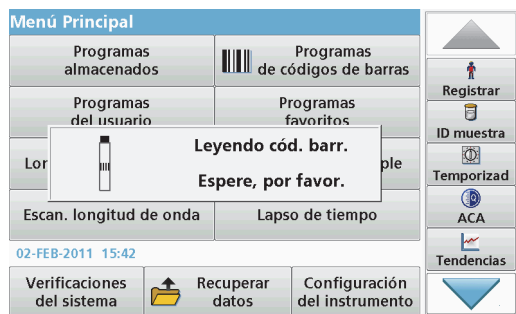 Menú Principal
Programas
almacenados
Programas
de códigos de barras
Programas
del usuario
Programas
favoritos
Leyendo cód. barr.
Espere, por favor.
Escan. longitud de onda
Lapso de tiempo
02-FEB-2011 15:42
Verificaciones
del sistema
Recuperar
datos
Configuración
del instrumento
Registrar
ID muestra
Temporizad
ACA
Tendencias